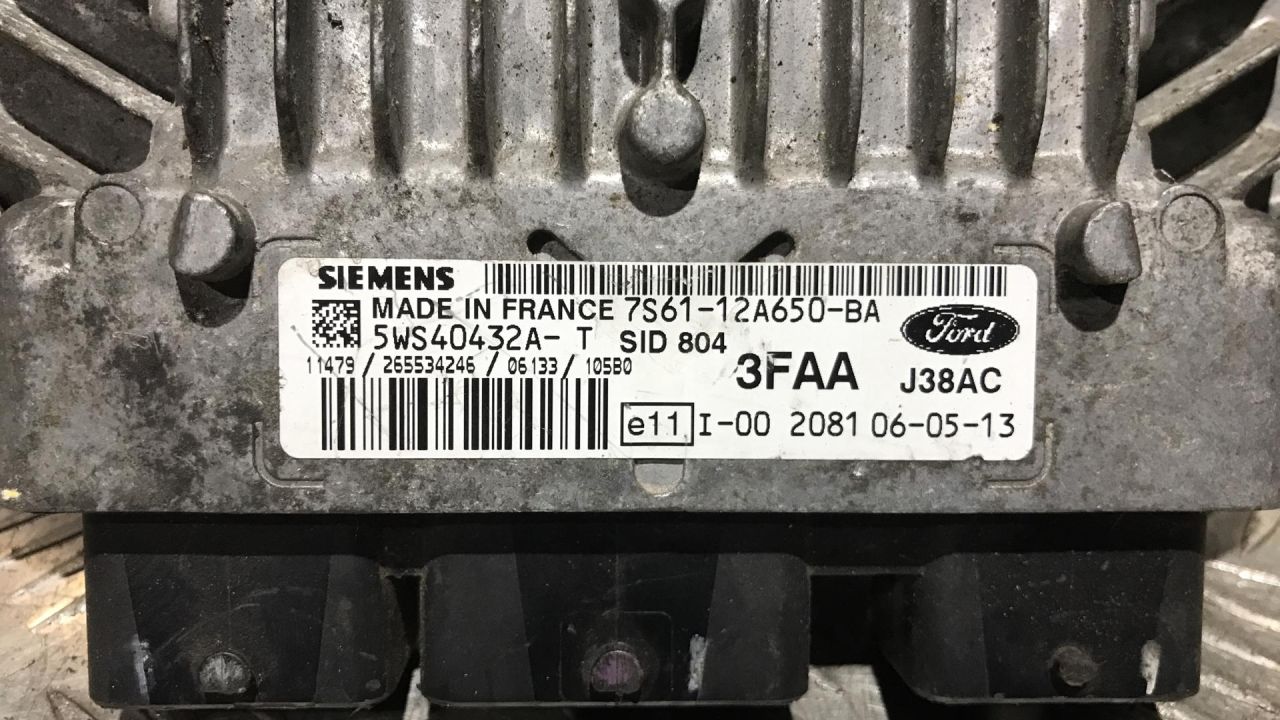 SIEMENS
MADE IN FRANCE 7S61-12A650-BA
5WS40432A- T SID 804
Ford
11479 / 265534246 / 06133 / 105B0
3FAA J38AC
e11 I-00 2081 06-05-13